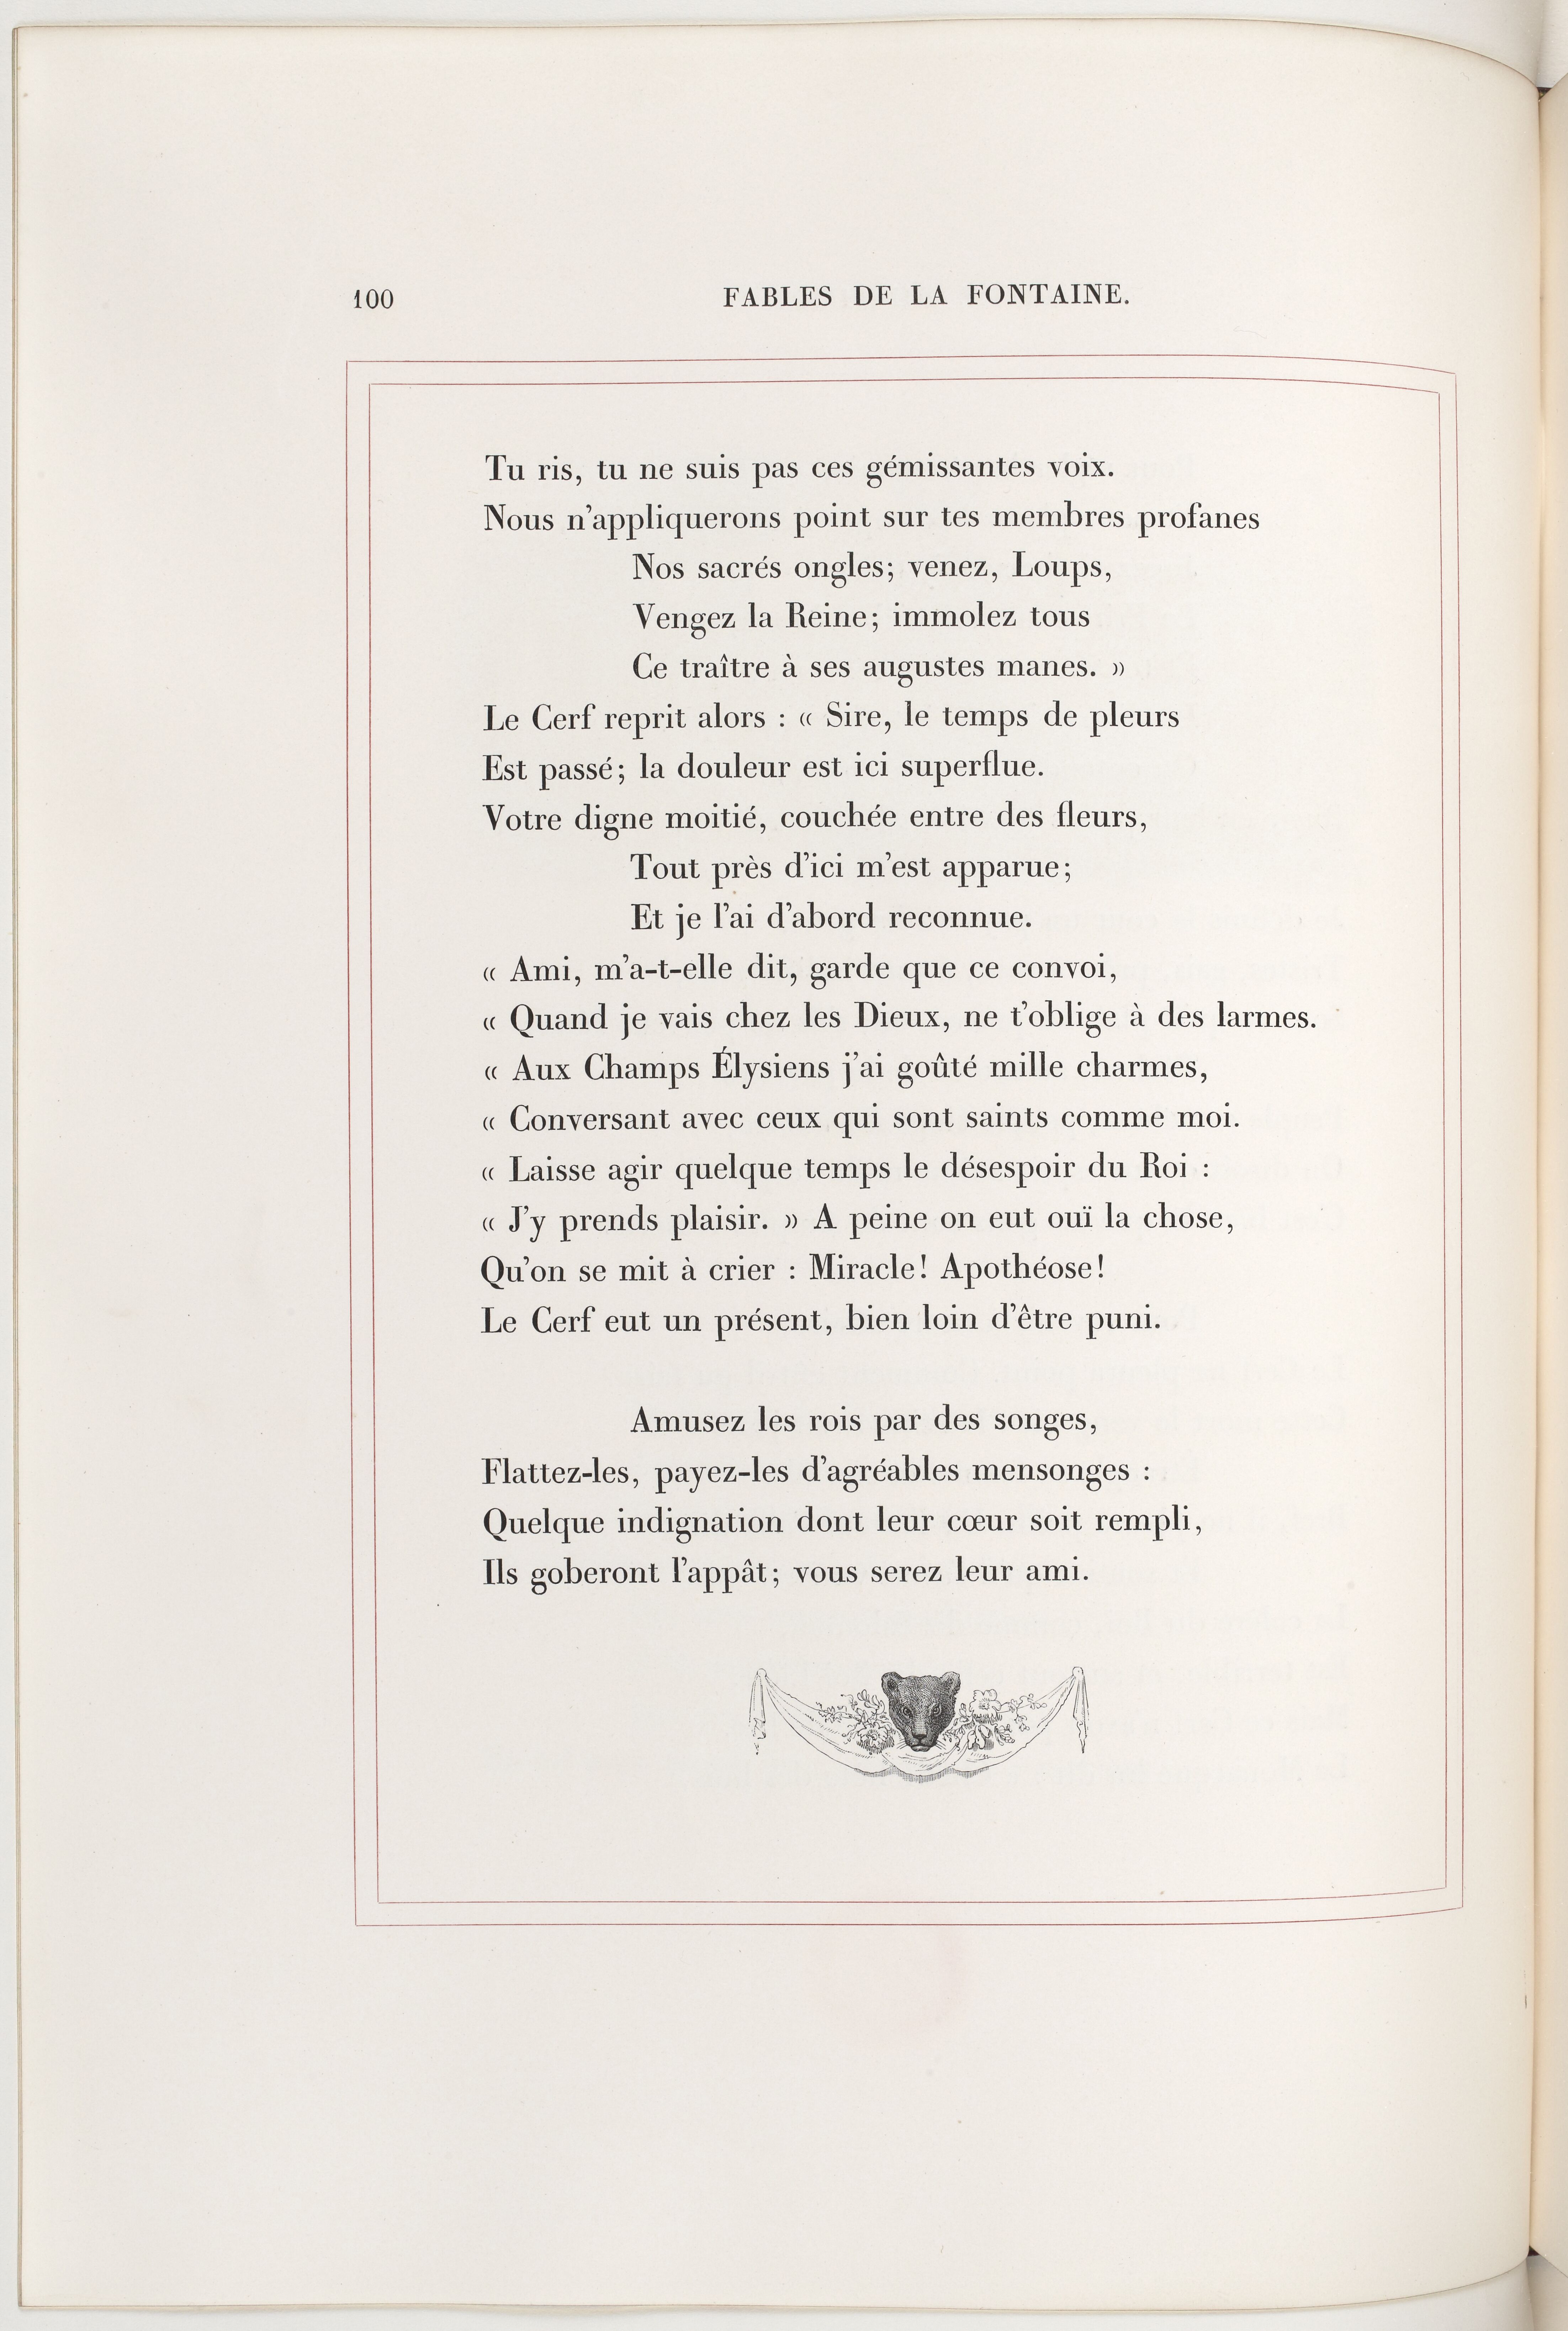 100
FABLES DE LA FONTAINE.
Tu ris, tu ne suis pas ces gémissantes voix.
Nous n'appliquerons point sur tes membres profanes
Nos sacrés ongles; venez, Loups,
Vengez la Reine; immolez tous
Ce traître à ses augustes manes. »
Le Cerf reprit alors : « Sire, le temps de pleurs
Est passé; la douleur est ici superflue.
Votre digne moitié, couchée entre des fleurs,
Tout près d'ici m'est apparue;
Et je l'ai d'abord reconnue.
« Ami, m'a-t-elle dit, garde que ce convoi,
« Quand je vais chez les Dieux, ne t'oblige à des larmes.
« Aux Champs Élysiens j'ai goûté mille charmes,
« Conversant avec ceux qui sont saints comme moi.
« Laisse agir quelque temps le désespoir du Roi :
« J'y prends plaisir. » A peine on eut ouï la chose,
Qu'on se mit à crier : Miracle! Apothéose!
Le Cerf eut un présent, bien loin d'être puni.
Amusez les rois par des songes,
Flattez-les, payez-les d'agréables mensonges :
Quelque indignation dont leur cœur soit rempli,
Ils goberont l'appât; vous serez leur ami.